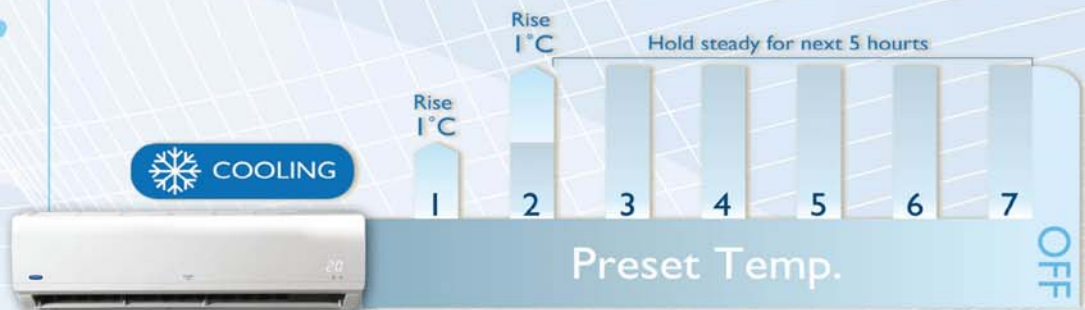 Rise
1°C
Hold steady for next 5 hourts
Rise
1°C
COOLING
1 2 3 4 5 6 7
20
Preset Temp.
OFF